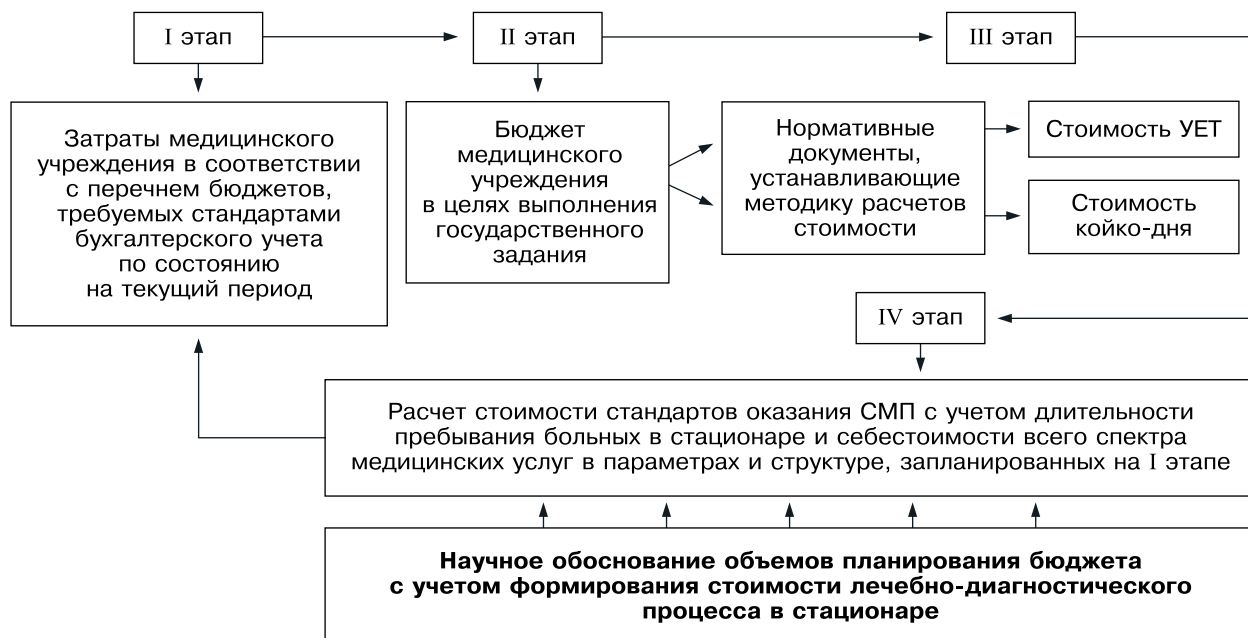 I этап
II этап
III этап
Затраты медицинского
учреждения в соответствии
с перечнем бюджетов,
требуемых стандартами
бухгалтерского учета
по состоянию
на текущий период
Бюджет
медицинского
учреждения
в целях выполнения
государственного
задания
Нормативные
документы,
устанавливающие
методику расчетов
стоимости
Стоимость УЕТ
Стоимость
койко-дня
IV этап
Расчет стоимости стандартов оказания СМП с учетом длительности
пребывания больных в стационаре и себестоимости всего спектра
медицинских услуг в параметрах и структуре, запланированных на I этапе
Научное обоснование объемов планирования бюджета
с учетом формирования стоимости лечебно-диагностического
процесса в стационаре